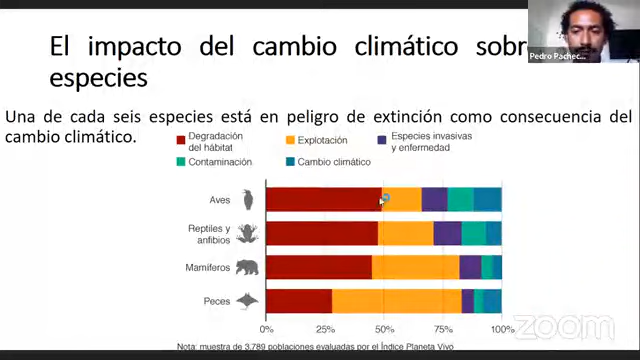 El impacto del cambio climático sobre
especies
Pedro Pachec...
Una de cada seis especies está en peligro de extinción como consecuencia del
cambio climático.
Degradación
del hábitat
Explotación
Especies invasivas
y enfermedad
Contaminación
Cambio climático
Aves
Reptiles y
anfibios
Mamíferos
Peces
0% 25% 50% 75% 100%
zoom
Nota: muestra de 3.789 poblaciones evaluadas por el Índice Planeta Vivo